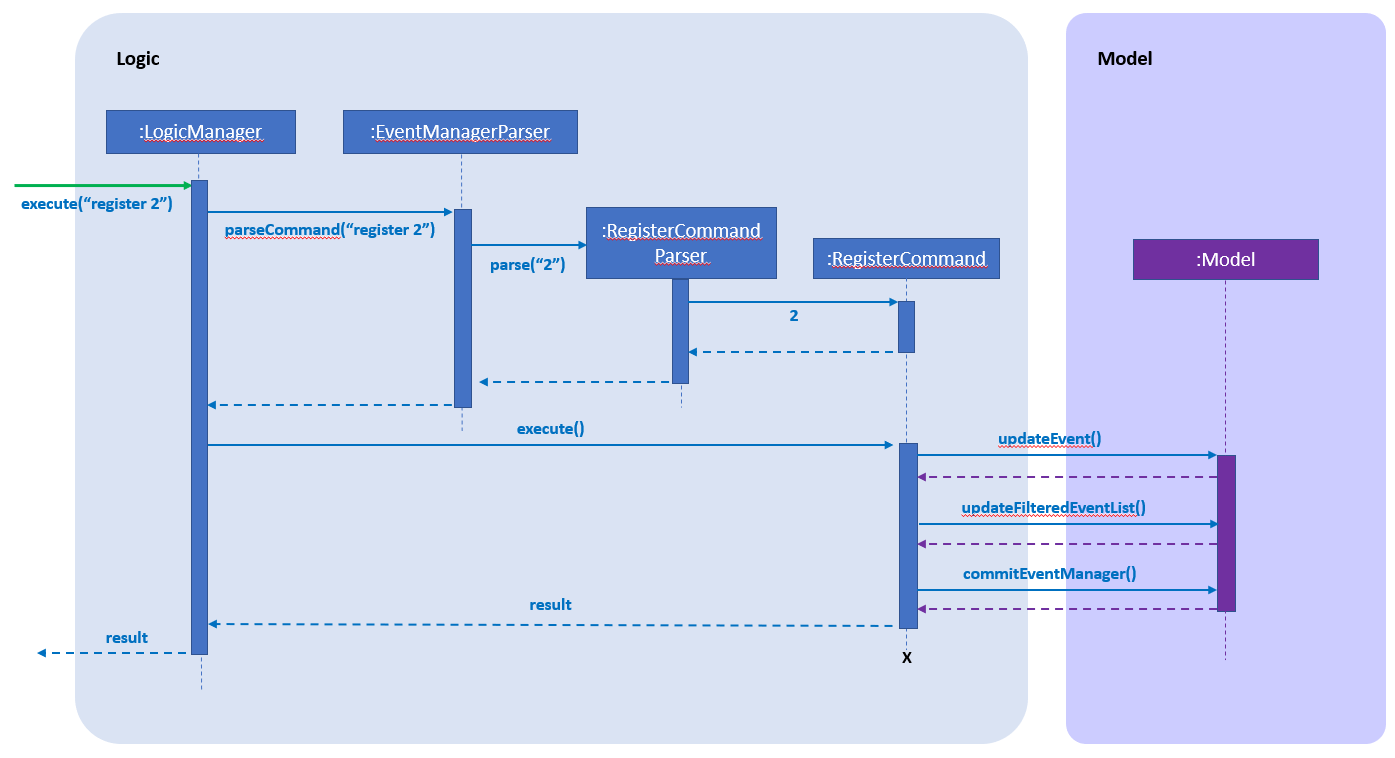 Logic
Model
:LogicManager
:EventManagerParser
execute(“register 2”)
parseCommand(“register 2”)
:RegisterCommand
Parser
parse(“2”)
:RegisterCommand
:Model
2
execute()
updateEvent()
updateFilteredEventList()
commitEventManager()
result
result
X